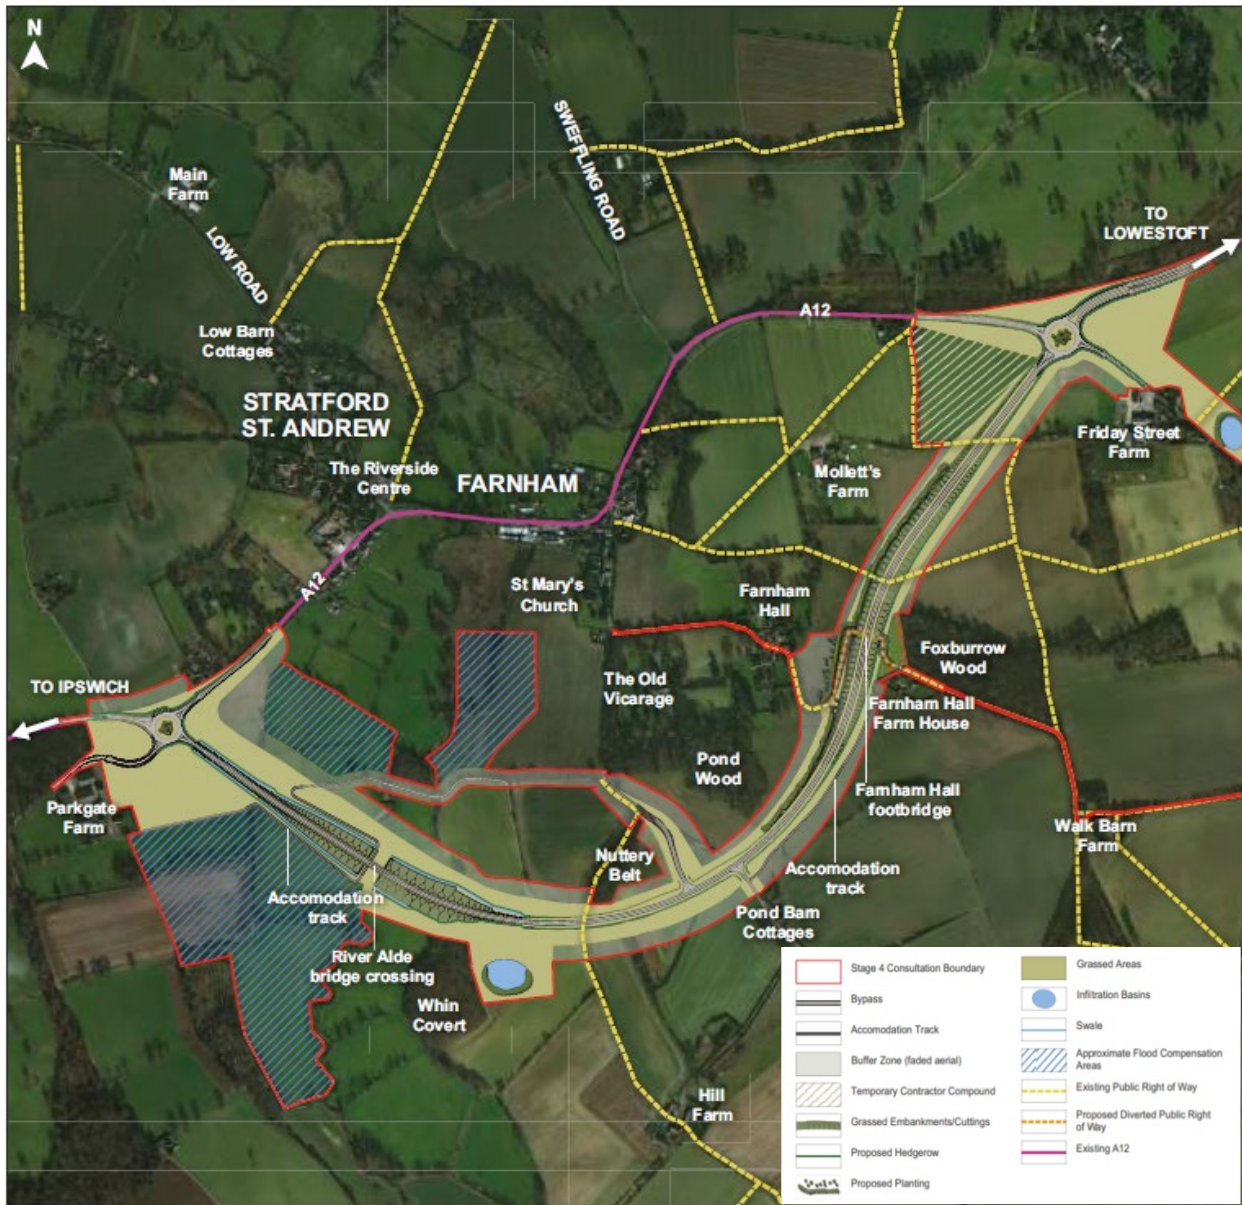 N
SWEFFLING ROAD
Main
Farm
TO
LOWESTOFT
LOW ROAD
A12
Low Barn
Cottages
STRATFORD
ST. ANDREW
Friday Street
Farm
The Riverside
Centre
FARNHAM
Mollett's
Farm
A12
St Mary's
Church
Farnham
Hall
Foxburrow
Wood
TO IPSWICH
The Old
Vicarage
Farnham Hall
Farm House
Pond
Wood
Farnham Hall
footbridge
Parkgate
Farm
Walk Barn
Farm
Nuttery
Belt
Accomodation
track
Accomodation
track
Pond Barn
Cottages
River Alde
bridge crossing
Whin
Covert
Hill
Farm
Stage 4 Consultation Boundary
Bypass
Accomodation Track
Buffer Zone (faded aerial)
Temporary Contractor Compound
Grassed Embankments/Cuttings
Proposed Hedgerow
Proposed Planting
Grassed Areas
Infiltration Basins
Swale
Approximate Flood Compensation
Areas
Existing Public Right of Way
Proposed Diverted Public Right
of Way
Existing A12